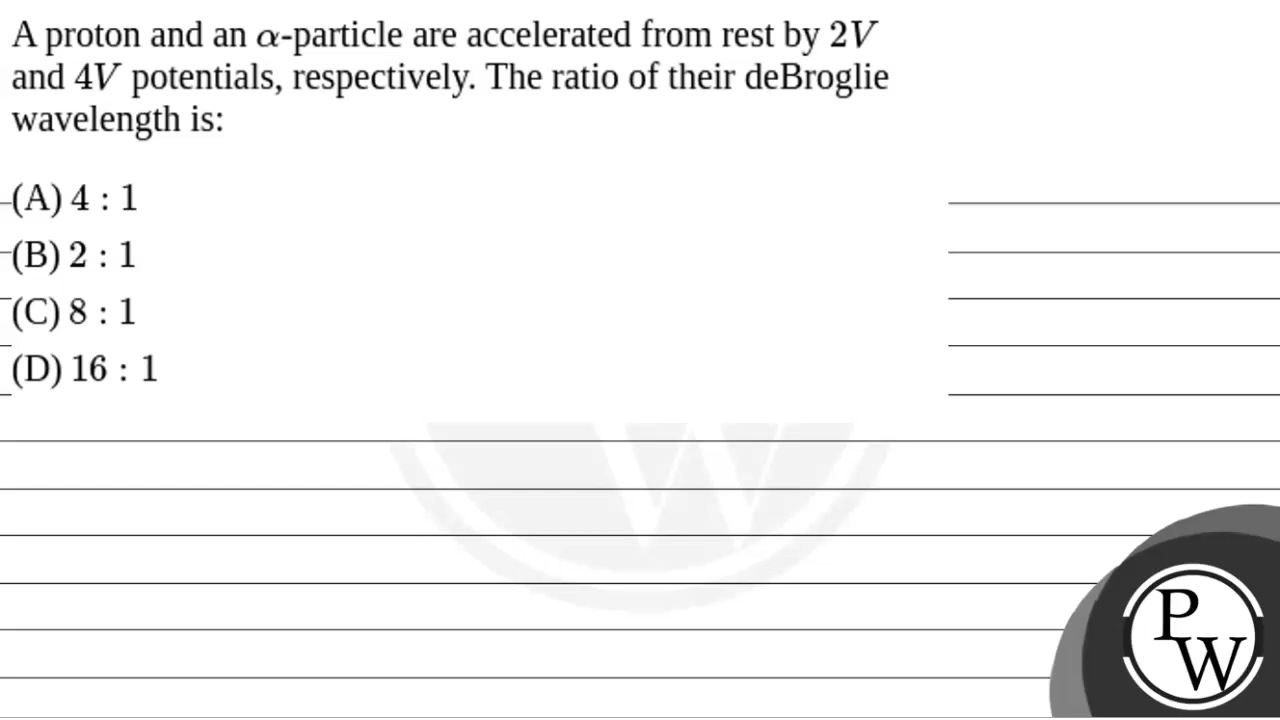 A proton and an α-particle are accelerated from rest by 2V
and 4V potentials, respectively. The ratio of their deBroglie
wavelength is:
(A) 4 : 1
(B) 2 : 1
(C) 8 : 1
(D) 16 : 1
W
P
W